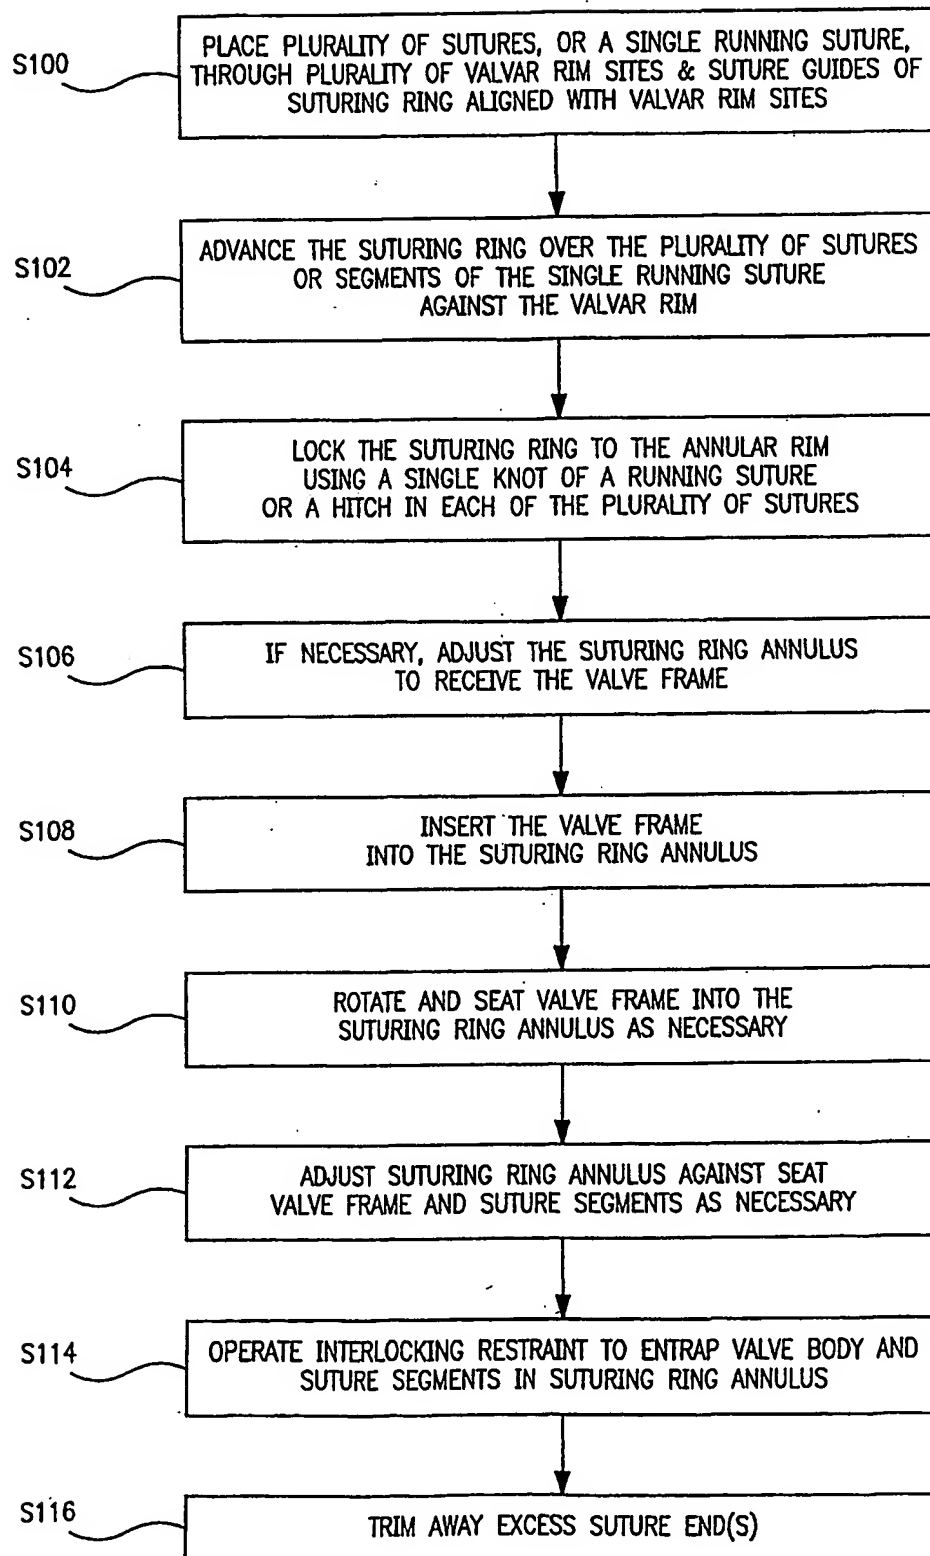 S100
PLACE PLURALITY OF SUTURES, OR A SINGLE RUNNING SUTURE,
THROUGH PLURALITY OF VALVAR RIM SITES & SUTURE GUIDES OF
SUTURING RING ALIGNED WITH VALVAR RIM SITES
S102
ADVANCE THE SUTURING RING OVER THE PLURALITY OF SUTURES
OR SEGMENTS OF THE SINGLE RUNNING SUTURE
AGAINST THE VALVAR RIM
S104
LOCK THE SUTURING RING TO THE ANNULAR RIM
USING A SINGLE KNOT OF A RUNNING SUTURE
OR A HITCH IN EACH OF THE PLURALITY OF SUTURES
S106
IF NECESSARY, ADJUST THE SUTURING RING ANNULUS
TO RECEIVE THE VALVE FRAME
S108
INSERT THE VALVE FRAME
INTO THE SUTURING RING ANNULUS
S110
ROTATE AND SEAT VALVE FRAME INTO THE
SUTURING RING ANNULUS AS NECESSARY
S112
ADJUST SUTURING RING ANNULUS AGAINST SEAT
VALVE FRAME AND SUTURE SEGMENTS AS NECESSARY
S114
OPERATE INTERLOCKING RESTRAINT TO ENTRAP VALVE BODY AND
SUTURE SEGMENTS IN SUTURING RING ANNULUS
S116
TRIM AWAY EXCESS SUTURE END(S)